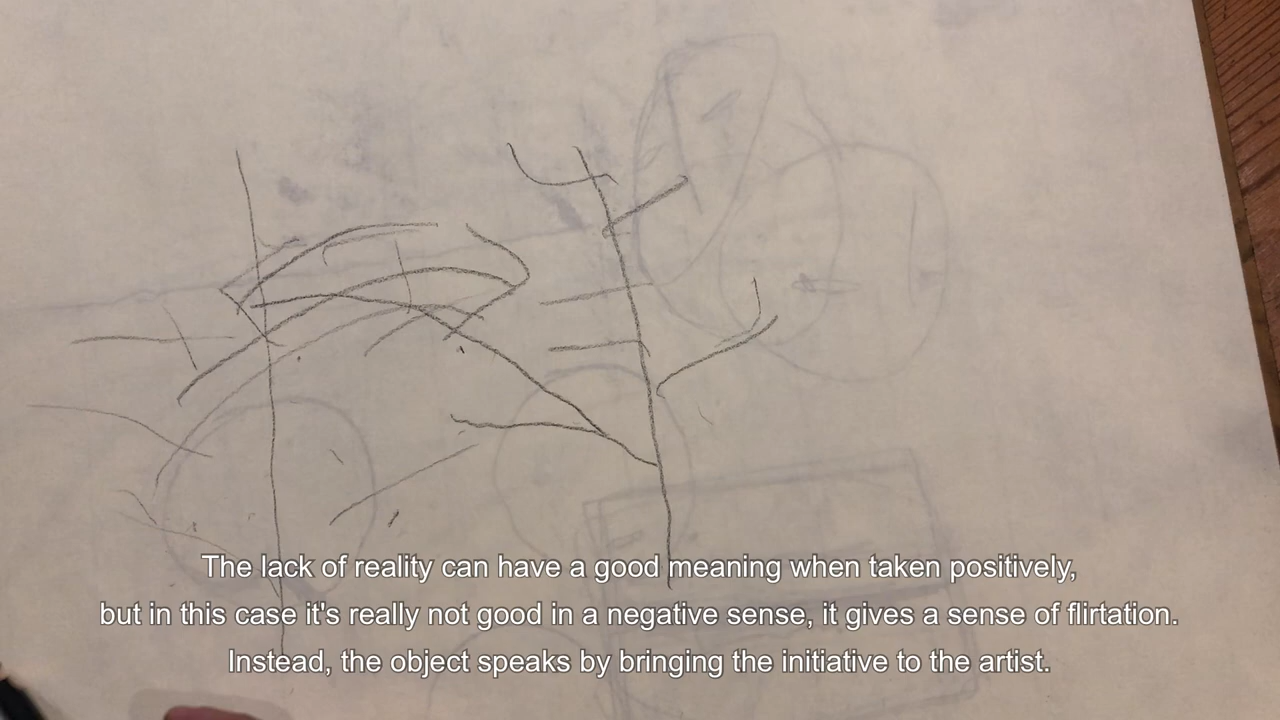 The lack of reality can have a good meaning when taken positively,
but in this case it's really not good in a negative sense, it gives a sense of flirtation.
Instead, the object speaks by bringing the initiative to the artist.